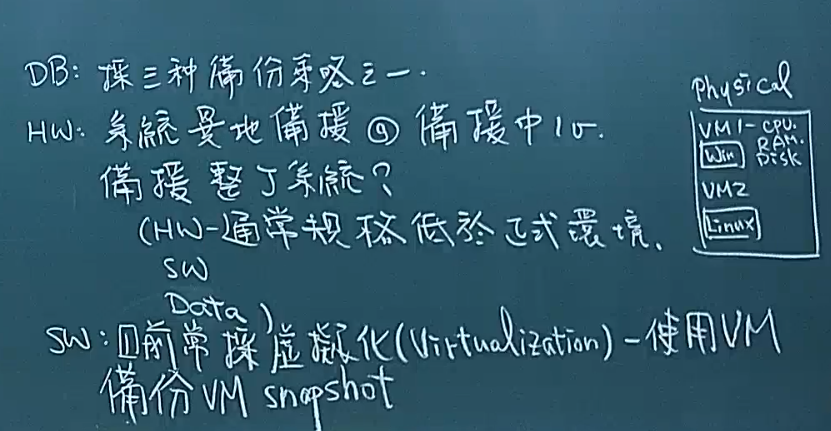 DB: 採三种備份策略之一.
HW: 系統異地備援@備援中心.
備援整了系統?
(HW-通常規格低於正式環境.
SW
Data)
SW: 目前常採虛擬化(Virtualization)-使用VM
備份VM snapshot
Physical
VM1-CPU.
RAM.
Disk
Win
VM2
Linux